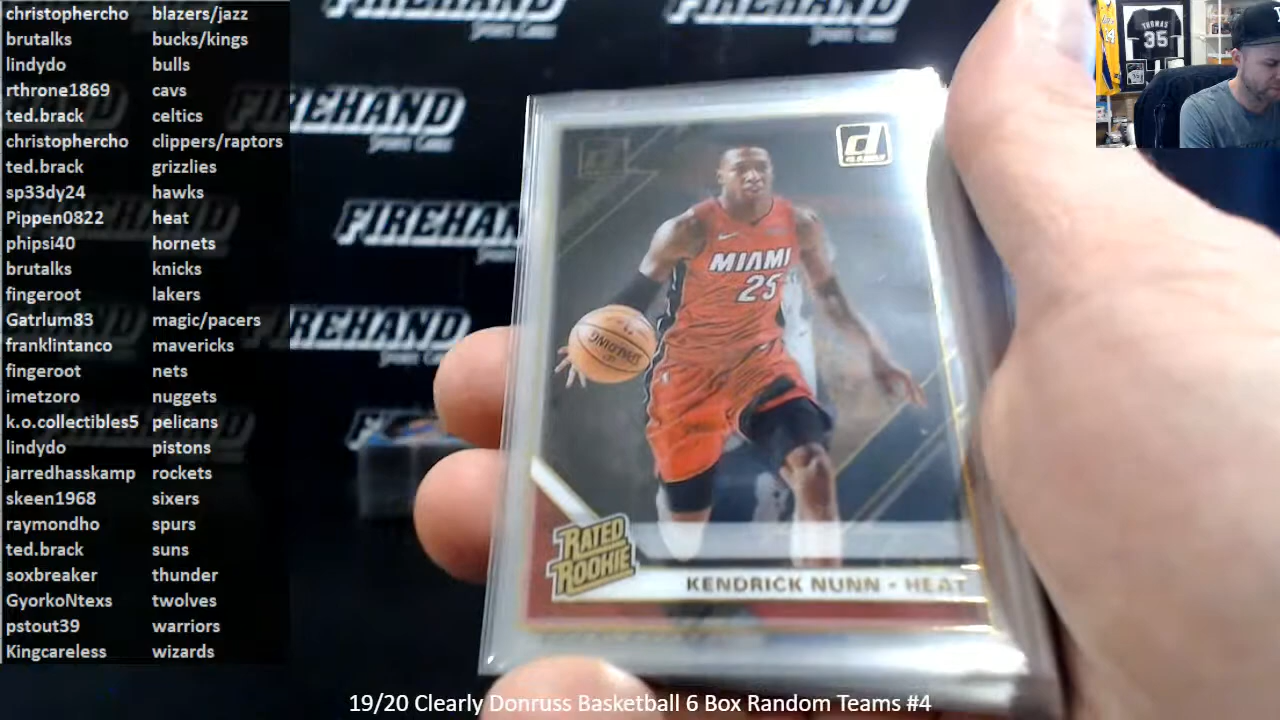 christophercho blazers/jazz
brutalks bucks/kings
lindydo bulls
rthrone1869 cavs
ted.brack celtics
christophercho clippers/raptors
ted.brack grizzlies
sp33dy24 hawks
Pippen0822 heat
phipsi40 hornets
brutalks knicks
fingeroot lakers
Gatrlum83 magic/pacers
franklintanco mavericks
fingeroot nets
imetzoro nuggets
k.o.collectibles5 pelicans
lindydo pistons
jarredhasskamp rockets
skeen1968 sixers
raymondho spurs
ted.brack suns
soxbreaker thunder
GyorkoNtexs twolves
pstout39 warriors
Kingcareless wizards
FIREHAND
Sports Cards
FIREHAND
FIREHAND
THOMAS
35
d
MIAMI
25
SPALDING
RATED
ROOKIE
KENDRICK NUNN - HEAT
19/20 Clearly Donruss Basketball 6 Box Random Teams #4